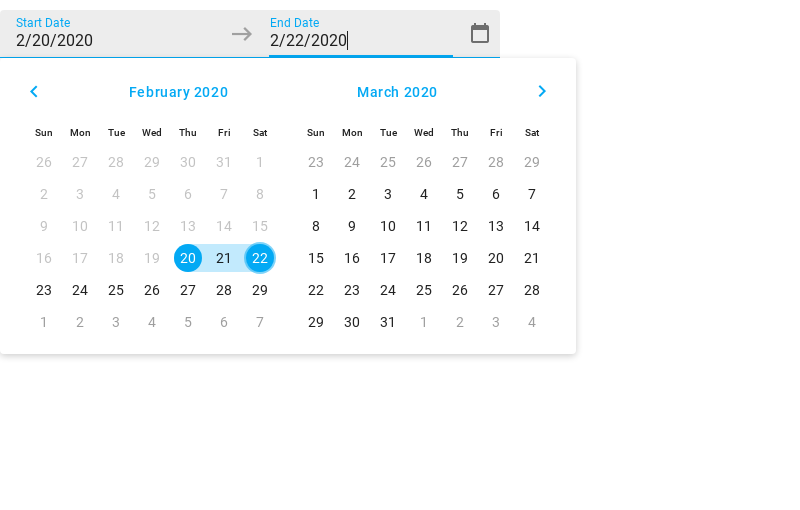 Start Date End Date
2/20/2020 2/22/2020
February 2020 March 2020
Sun Mon Tue Wed Thu Fri Sat Sun Mon Tue Wed Thu Fri Sat
26 27 28 29 30 31 1 23 24 25 26 27 28 29
2 3 4 5 6 7 8 1 2 3 4 5 6 7
9 10 11 12 13 14 15 8 9 10 11 12 13 14
16 17 18 19 20 21 22 15 16 17 18 19 20 21
23 24 25 26 27 28 29 22 23 24 25 26 27 28
1 2 3 4 5 6 7 29 30 31 1 2 3 4